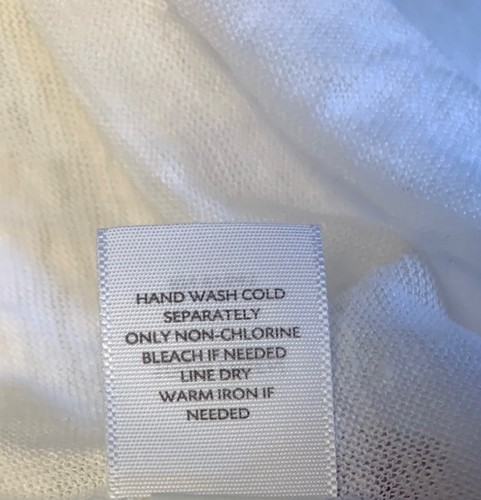 HAND WASH COLD
SEPARATELY
ONLY NON-CHLORINE
BLEACH IF NEEDED
LINE DRY
WARM IRON IF
NEEDED